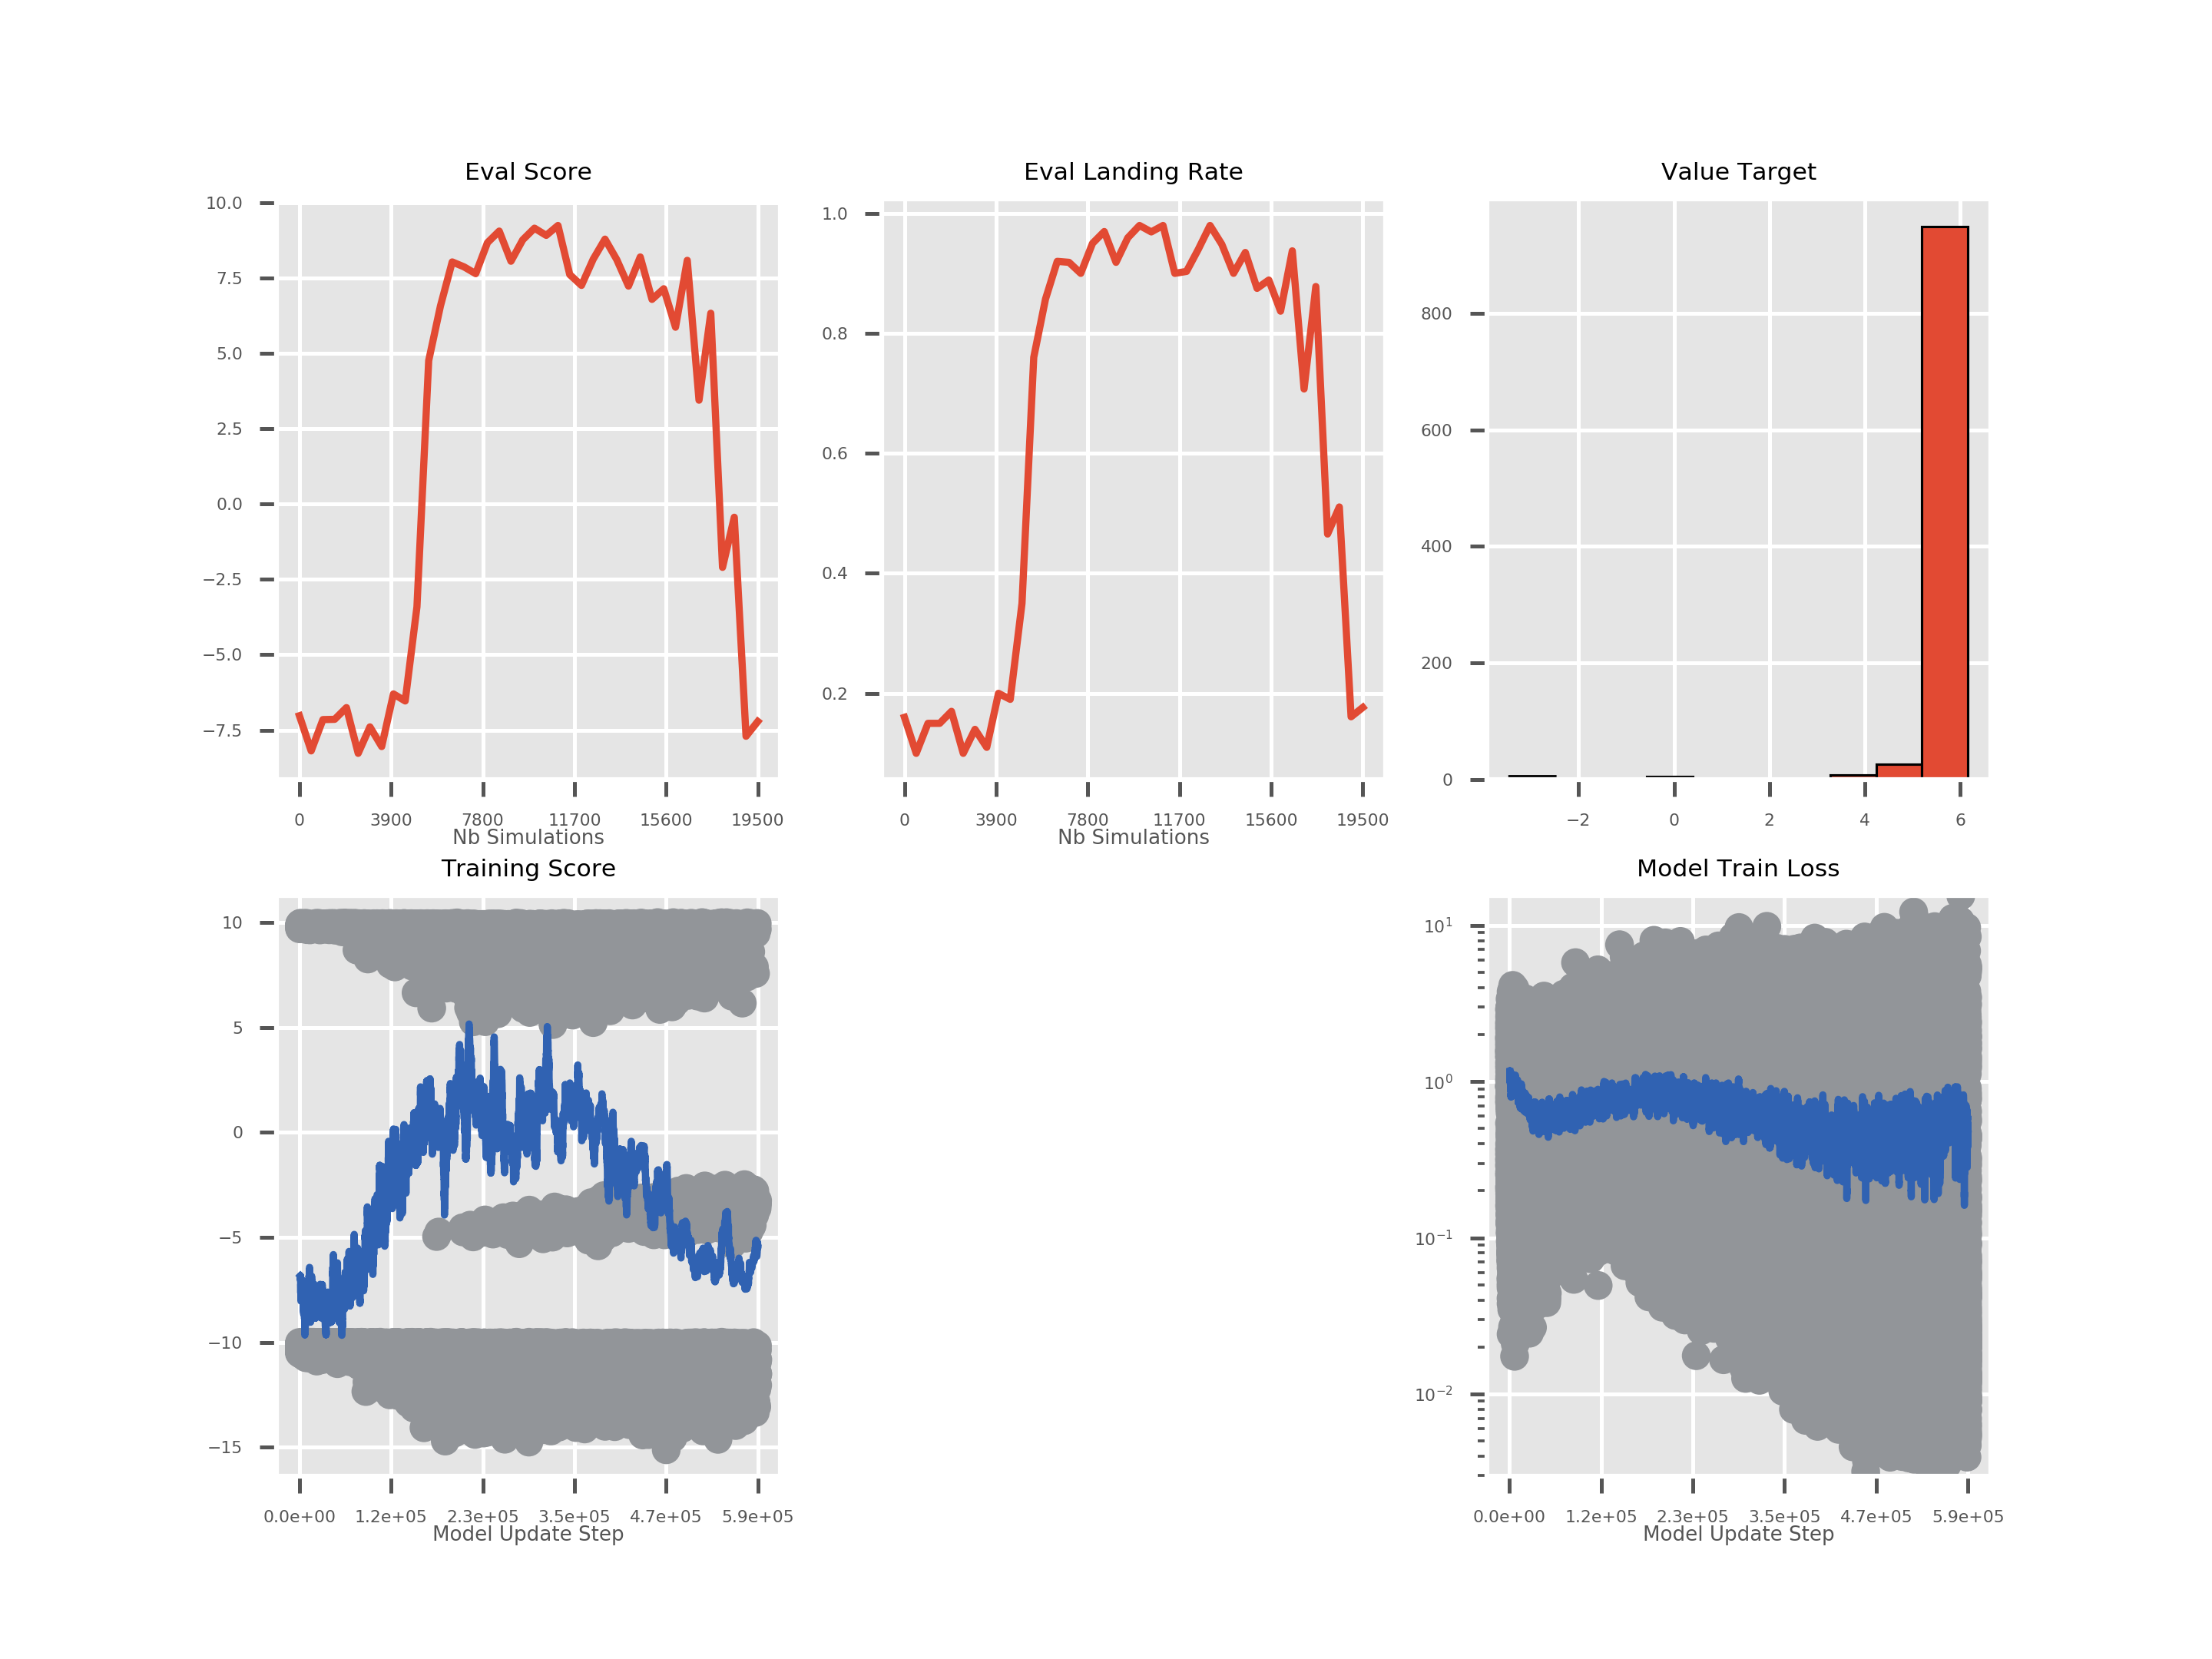 Eval Score
10.0
7.5
5.0
2.5
0.0
−2.5
−5.0
−7.5
0 3900 7800 11700 15600 19500
Nb Simulations
Eval Landing Rate
1.0
0.8
0.6
0.4
0.2
0 3900 7800 11700 15600 19500
Nb Simulations
Value Target
800
600
400
200
0
−2 0 2 4 6
Training Score
10
5
0
−5
−10
−15
0.0e+00 1.2e+05 2.3e+05 3.5e+05 4.7e+05 5.9e+05
Model Update Step
Model Train Loss
10¹
10⁰
10⁻¹
10⁻²
0.0e+00 1.2e+05 2.3e+05 3.5e+05 4.7e+05 5.9e+05
Model Update Step